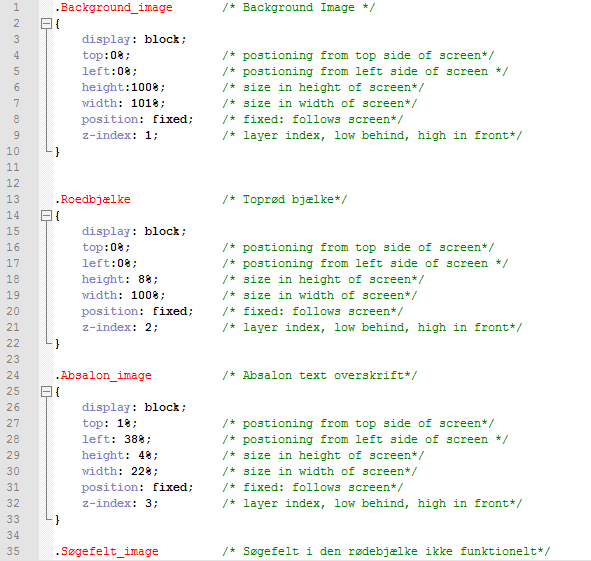 1 .Background_image /* Background Image */
2 {
3 display: block;
4 top:0%; /* postioning from top side of screen*/
5 left:0%; /* postioning from left side of screen */
6 height:100%; /* size in height of screen*/
7 width: 101%; /* size in width of screen*/
8 position: fixed; /* fixed: follows screen*/
9 z-index: 1; /* layer index, low behind, high in front*/
10 }
11
12
13 .Roedbjælke /* Toprød bjælke*/
14 {
15 display: block;
16 top:0%; /* postioning from top side of screen*/
17 left:0%; /* postioning from left side of screen */
18 height: 8%; /* size in height of screen*/
19 width: 100%; /* size in width of screen*/
20 position: fixed; /* fixed: follows screen*/
21 z-index: 2; /* layer index, low behind, high in front*/
22 }
23
24 .Absalon_image /* Absalon text overskrift*/
25 {
26 display: block;
27 top: 1%; /* postioning from top side of screen*/
28 left: 38%; /* postioning from left side of screen */
29 height: 4%; /* size in height of screen*/
30 width: 22%; /* size in width of screen*/
31 position: fixed; /* fixed: follows screen*/
32 z-index: 3; /* layer index, low behind, high in front*/
33 }
34
35 .Søgefelt_image /* Søgefelt i den rødebjælke ikke funktionelt*/